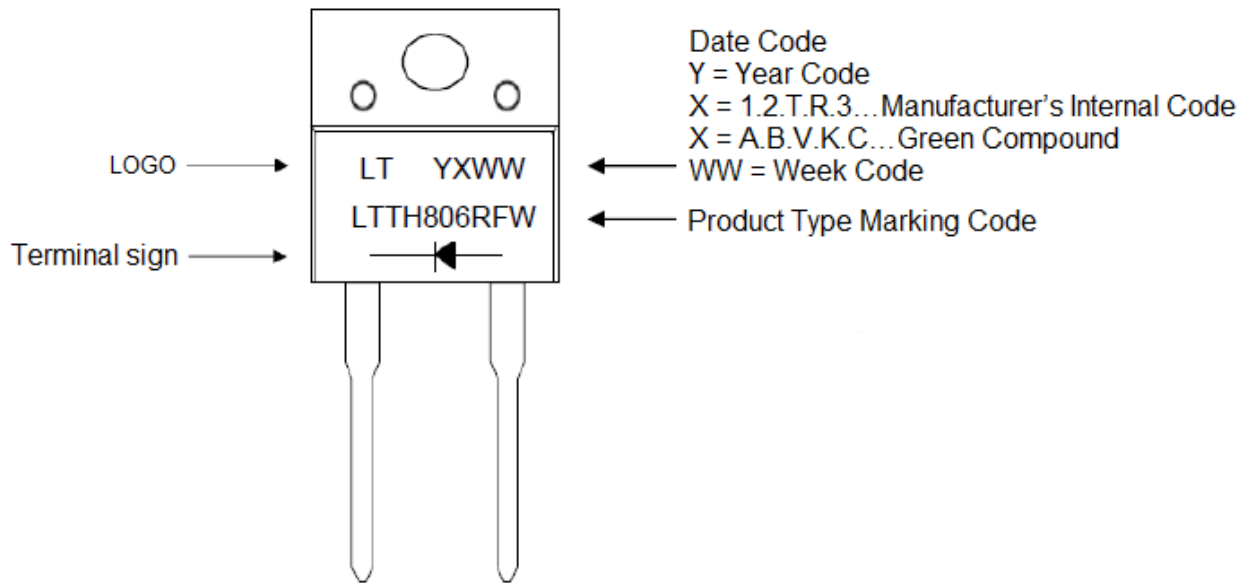 Date Code
Y = Year Code
X = 1.2.T.R.3...Manufacturer's Internal Code
X = A.B.V.K.C...Green Compound
WW = Week Code
LOGO
LT YXWW
LTTH806RFW
Product Type Marking Code
Terminal sign